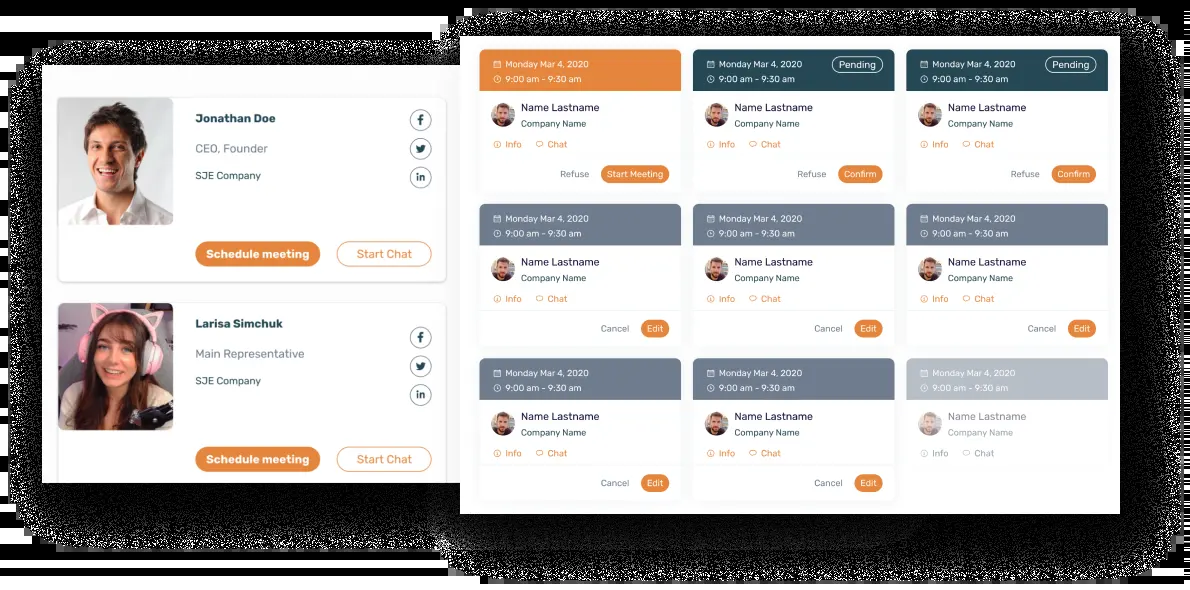 Jonathan Doe
CEO, Founder
SJE Company
Schedule meeting
Start Chat
Larisa Simchuk
Main Representative
SJE Company
Schedule meeting
Start Chat
Monday Mar 4, 2020
9:00 am - 9:30 am
Name Lastname
Company Name
Info Chat
Refuse Start Meeting
Monday Mar 4, 2020 Pending
9:00 am - 9:30 am
Name Lastname
Company Name
Info Chat
Refuse Confirm
Monday Mar 4, 2020 Pending
9:00 am - 9:30 am
Name Lastname
Company Name
Info Chat
Refuse Confirm
Monday Mar 4, 2020
9:00 am - 9:30 am
Name Lastname
Company Name
Info Chat
Cancel Edit
Monday Mar 4, 2020
9:00 am - 9:30 am
Name Lastname
Company Name
Info Chat
Cancel Edit
Monday Mar 4, 2020
9:00 am - 9:30 am
Name Lastname
Company Name
Info Chat
Cancel Edit
Monday Mar 4, 2020
9:00 am - 9:30 am
Name Lastname
Company Name
Info Chat
Cancel Edit
Monday Mar 4, 2020
9:00 am - 9:30 am
Name Lastname
Company Name
Info Chat
Cancel Edit
Monday Mar 4, 2020
9:00 am - 9:30 am
Name Lastname
Company Name
Info Chat